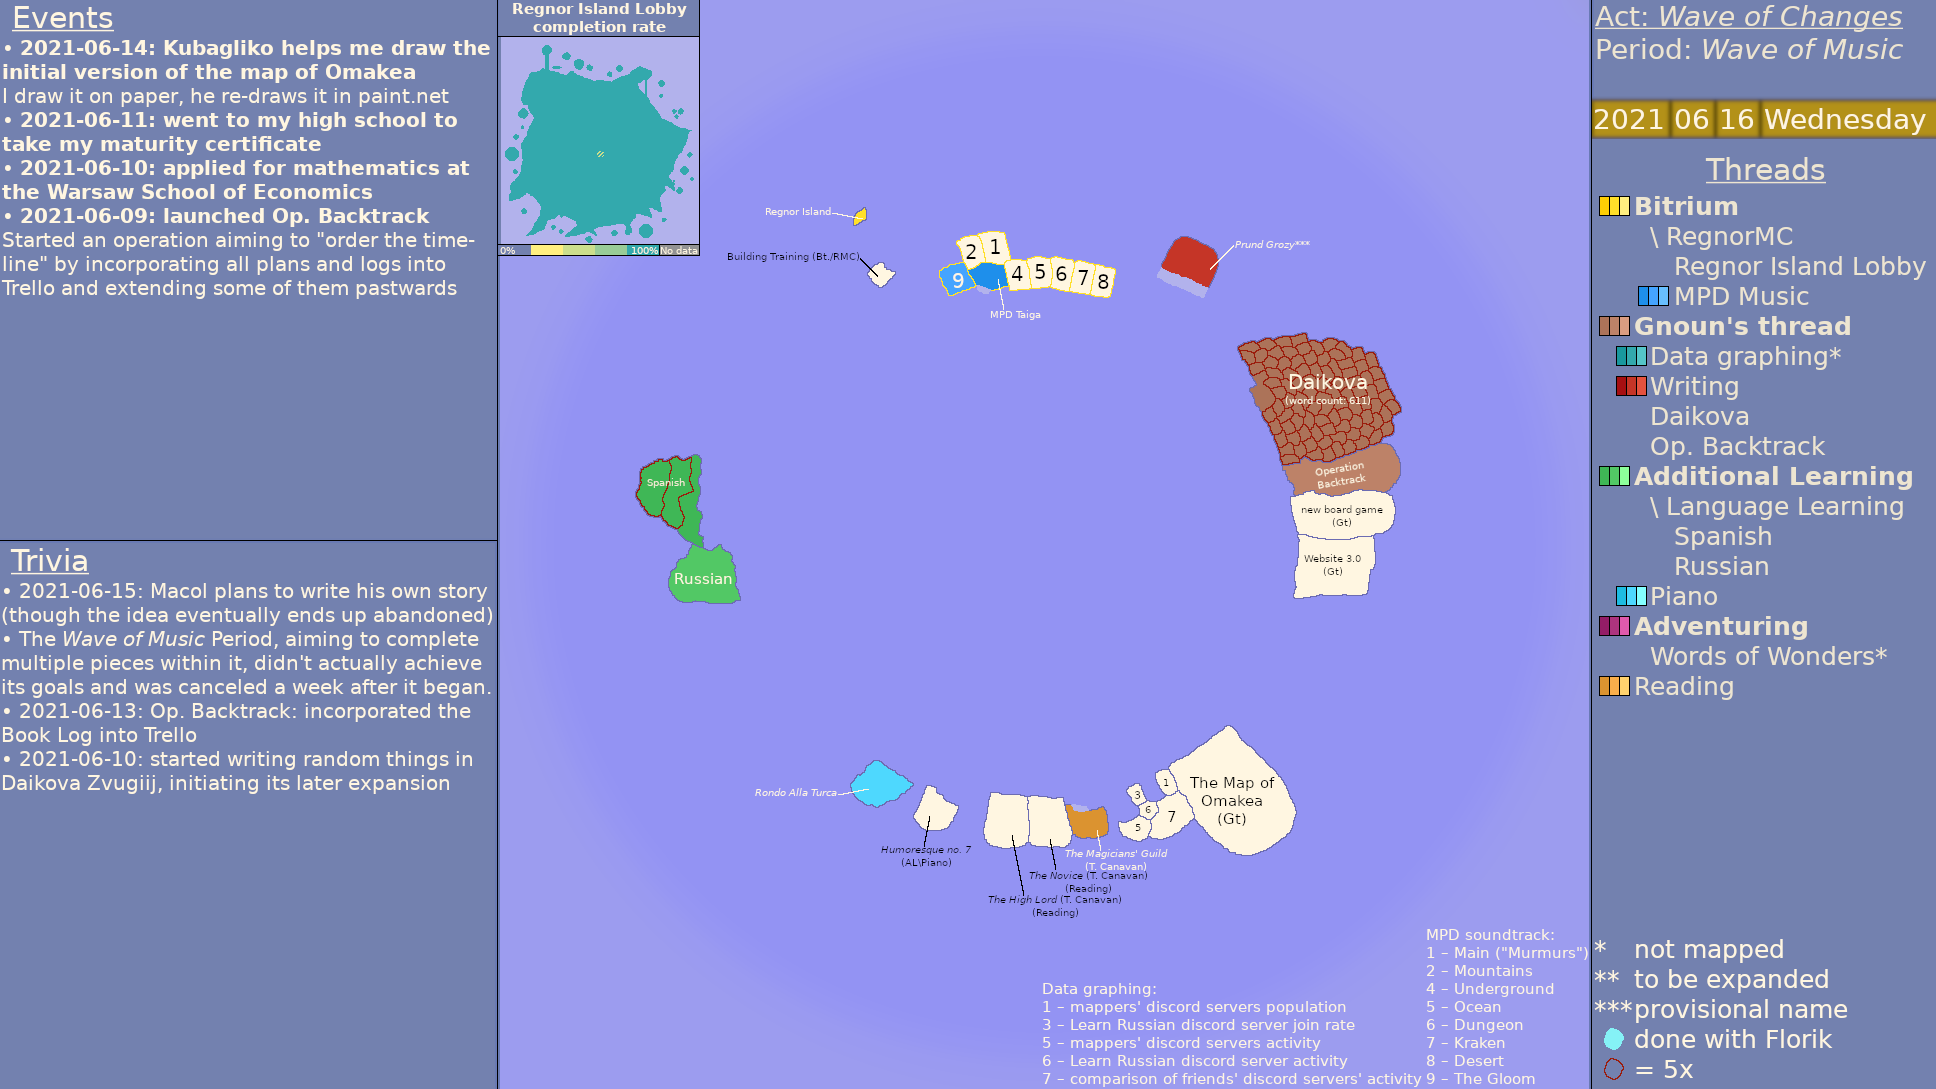 Events
• 2021-06-14: Kubagliko helps me draw the
initial version of the map of Omakea
I draw it on paper, he re-draws it in paint.net
• 2021-06-11: went to my high school to
take my maturity certificate
• 2021-06-10: applied for mathematics at
the Warsaw School of Economics
• 2021-06-09: launched Op. Backtrack
Started an operation aiming to "order the time-
line" by incorporating all plans and logs into
Trello and extending some of them pastwards
Trivia
• 2021-06-15: Macol plans to write his own story
(though the idea eventually ends up abandoned)
• The Wave of Music Period, aiming to complete
multiple pieces within it, didn't actually achieve
its goals and was canceled a week after it began.
• 2021-06-13: Op. Backtrack: incorporated the
Book Log into Trello
• 2021-06-10: started writing random things in
Daikova Zvugiij, initiating its later expansion
Regnor Island Lobby
completion rate
0% 100% No data
Regnor Island
Building Training (Bt./RMC)
2 1
9 4 5 6 7 8
MPD Taiga
Prund Grozy***
Daikova
(word count: 611)
Operation
Backtrack
new board game
(Gt)
Website 3.0
(Gt)
Spanish
Russian
Rondo Alla Turca
Humoresque no. 7
(AL\Piano)
The Magicians' Guild
(T. Canavan)
The Novice (T. Canavan)
(Reading)
The High Lord (T. Canavan)
(Reading)
1
3
6
5
7
The Map of
Omakea
(Gt)
Data graphing:
1 – mappers' discord servers population
3 – Learn Russian discord server join rate
5 – mappers' discord servers activity
6 – Learn Russian discord server activity
7 – comparison of friends' discord servers' activity
MPD soundtrack:
1 – Main ("Murmurs")
2 – Mountains
4 – Underground
5 – Ocean
6 – Dungeon
7 – Kraken
8 – Desert
9 – The Gloom
Act: Wave of Changes
Period: Wave of Music
2021 06 16 Wednesday
Threads
Bitrium
\ RegnorMC
Regnor Island Lobby
MPD Music
Gnoun's thread
Data graphing*
Writing
Daikova
Op. Backtrack
Additional Learning
\ Language Learning
Spanish
Russian
Piano
Adventuring
Words of Wonders*
Reading
* not mapped
** to be expanded
*** provisional name
done with Florik
= 5x